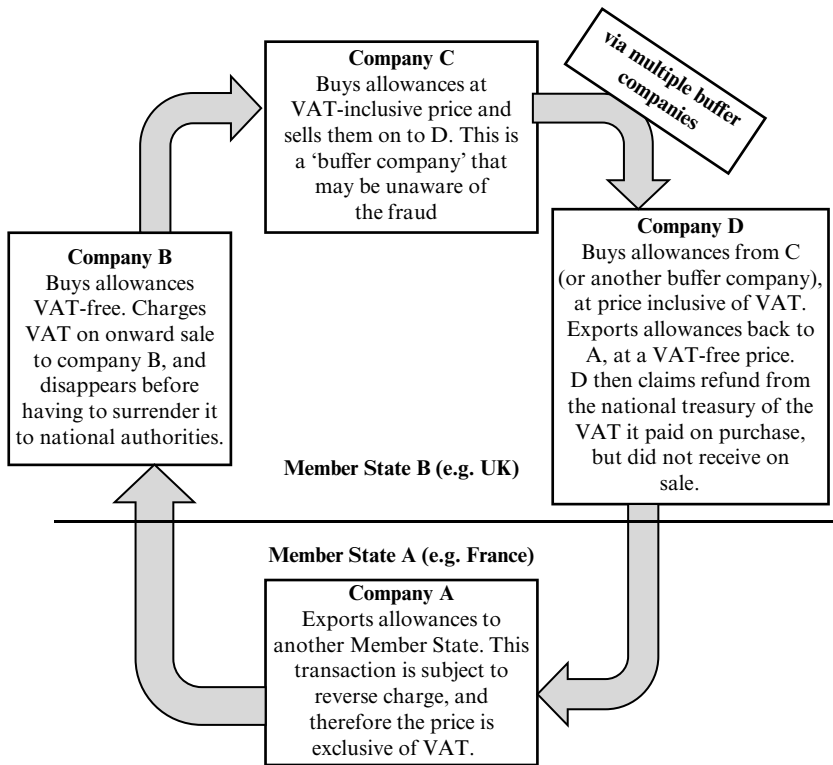 Company C
Buys allowances at
VAT-inclusive price and
sells them on to D. This is
a ‘buffer company’ that
may be unaware of
the fraud
via multiple buffer
companies
Company B
Buys allowances
VAT-free. Charges
VAT on onward sale
to company B, and
disappears before
having to surrender it
to national authorities.
Company D
Buys allowances from C
(or another buffer company),
at price inclusive of VAT.
Exports allowances back to
A, at a VAT-free price.
D then claims refund from
the national treasury of the
VAT it paid on purchase,
but did not receive on
sale.
Member State B (e.g. UK)
Member State A (e.g. France)
Company A
Exports allowances to
another Member State. This
transaction is subject to
reverse charge, and
therefore the price is
exclusive of VAT.